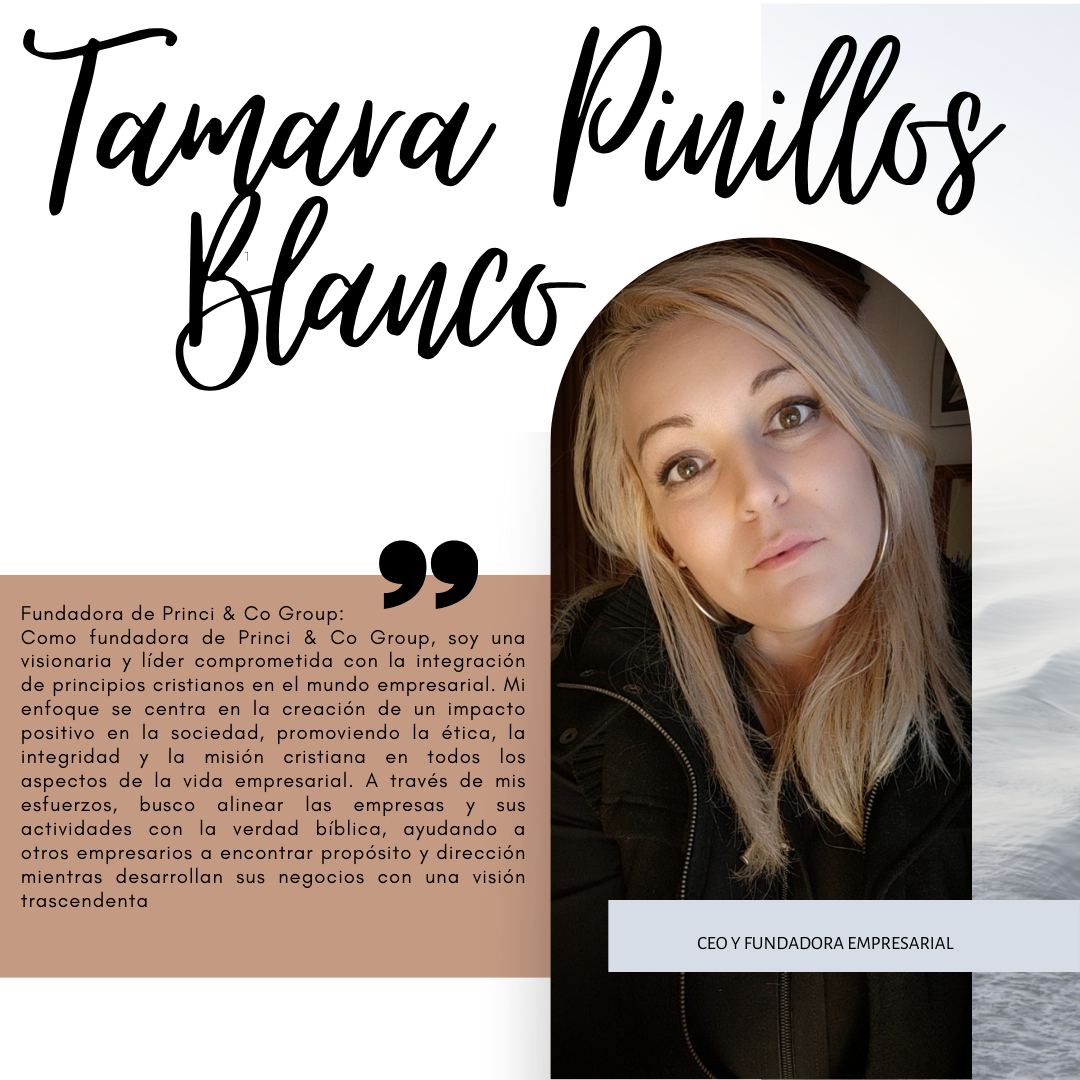 Tamara Pinillos
Blanco
1
”
Fundadora de Princi & Co Group:
Como fundadora de Princi & Co Group, soy una
visionaria y líder comprometida con la integración
de principios cristianos en el mundo empresarial. Mi
enfoque se centra en la creación de un impacto
positivo en la sociedad, promoviendo la ética, la
integridad y la misión cristiana en todos los
aspectos de la vida empresarial. A través de mis
esfuerzos, busco alinear las empresas y sus
actividades con la verdad bíblica, ayudando a
otros empresarios a encontrar propósito y dirección
mientras desarrollan sus negocios con una visión
trascendenta
CEO Y FUNDADORA EMPRESARIAL